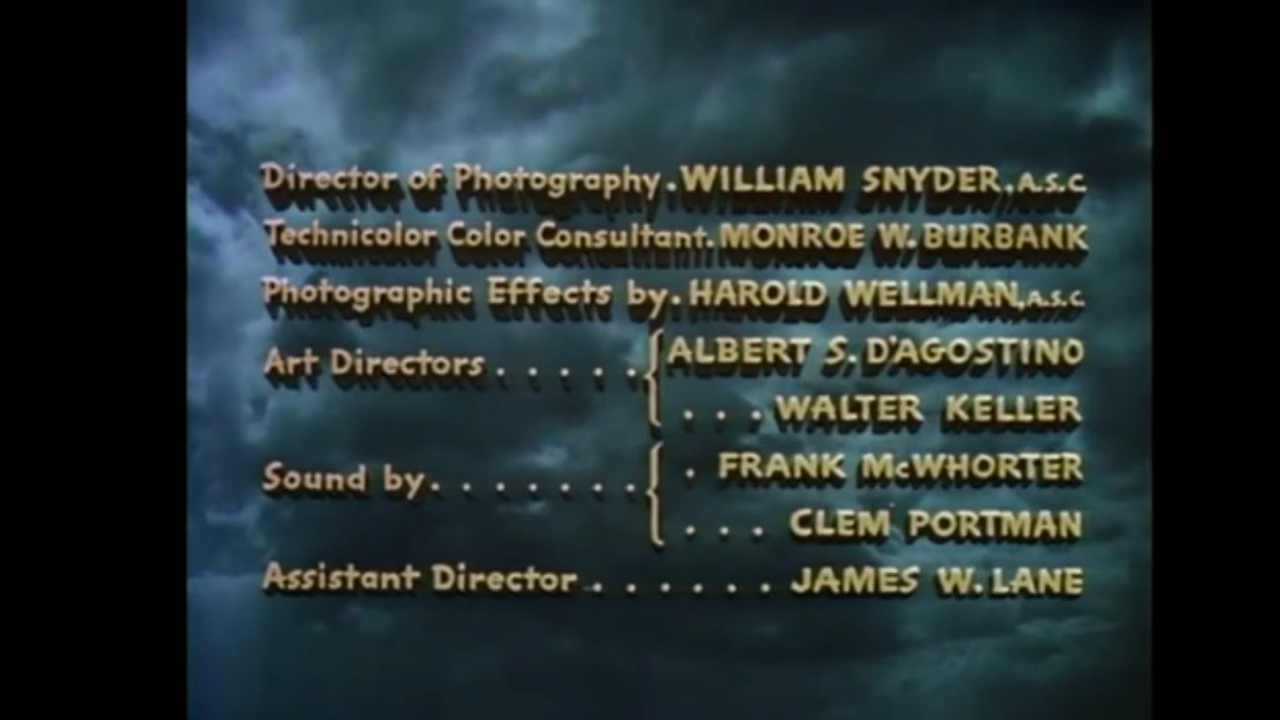 Director of Photography. WILLIAM SNYDER, A.S.C.
Technicolor Color Consultant. MONROE W. BURBANK
Photographic Effects by. HAROLD WELLMAN, A.S.C.
Art Directors . . . . . ALBERT S. D'AGOSTINO
. . . WALTER KELLER
Sound by. . . . . . . . FRANK McWHORTER
. . . CLEM PORTMAN
Assistant Director . . . . . . JAMES W. LANE